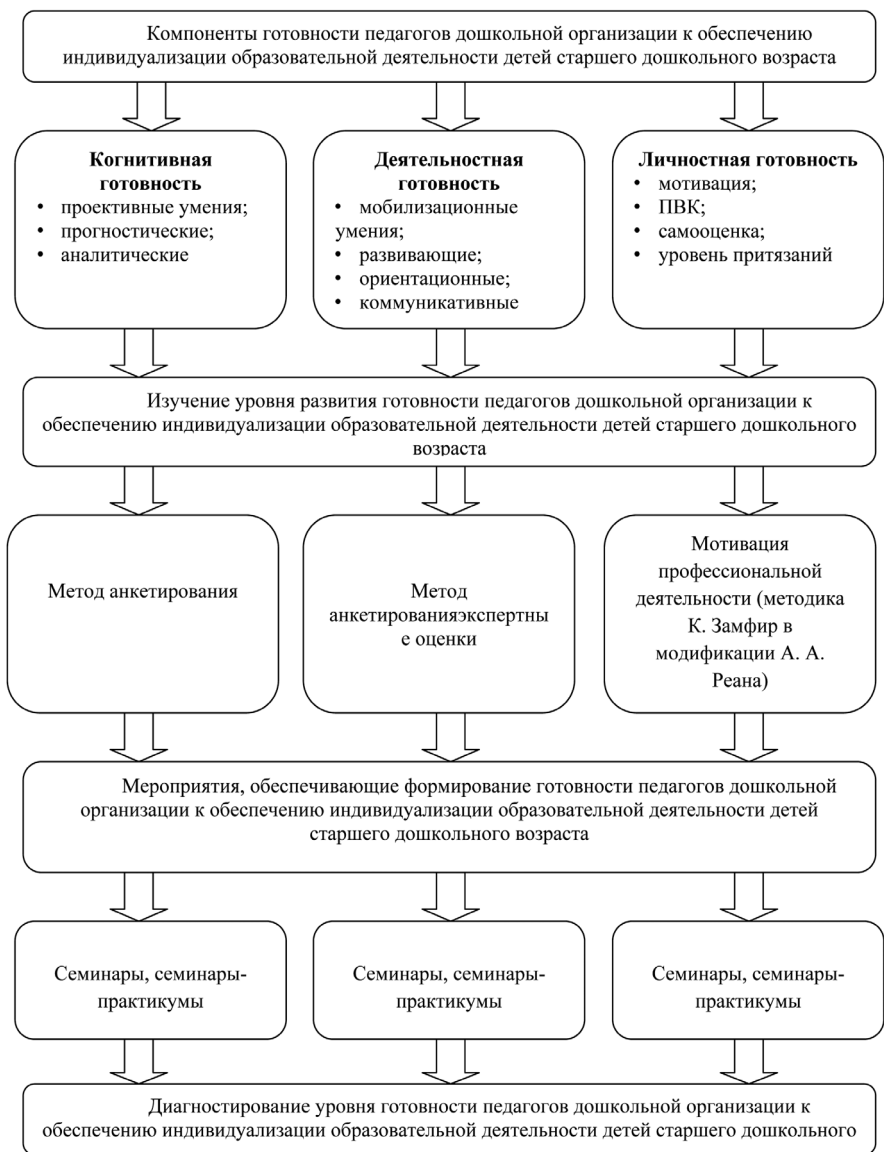 Компоненты готовности педагогов дошкольной организации к обеспечению
индивидуализации образовательной деятельности детей старшего дошкольного возраста
Когнитивная
готовность
• проективные умения;
• прогностические;
• аналитические
Деятельностная
готовность
• мобилизационные
умения;
• развивающие;
• ориентационные;
• коммуникативные
Личностная готовность
• мотивация;
• ПВК;
• самооценка;
• уровень притязаний
Изучение уровня развития готовности педагогов дошкольной организации к
обеспечению индивидуализации образовательной деятельности детей старшего дошкольного
возраста
Метод анкетирования
Метод
анкетированияэкспертны
е оценки
Мотивация
профессиональной
деятельности (методика
К. Замфир в
модификации А. А.
Реана)
Мероприятия, обеспечивающие формирование готовности педагогов дошкольной
организации к обеспечению индивидуализации образовательной деятельности детей
старшего дошкольного возраста
Семинары, семинары-
практикумы
Семинары, семинары-
практикумы
Семинары, семинары-
практикумы
Диагностирование уровня готовности педагогов дошкольной организации к
обеспечению индивидуализации образовательной деятельности детей старшего дошкольного